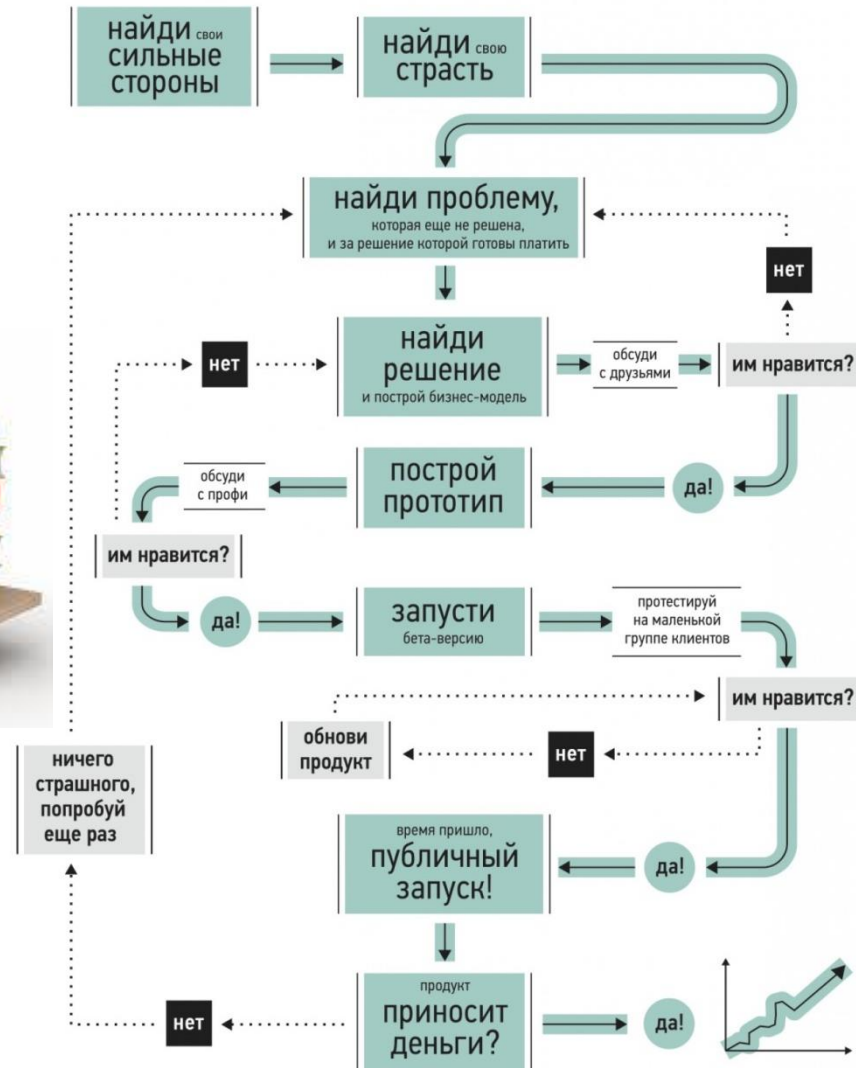 найди свои
сильные
стороны
найди свою
страсть
найди проблему,
которая еще не решена,
и за решение которой готовы платить
нет
нет
найди
решение
и построй бизнес-модель
обсуди
с друзьями
им нравится?
обсуди
с профи
построй
прототип
да!
им нравится?
да!
запусти
бета-версию
протестируй
на маленькой
группе клиентов
им нравится?
обнови
продукт
нет
ничего
страшного,
попробуй
еще раз
время пришло,
публичный
запуск!
да!
продукт
приносит
деньги?
нет
да!